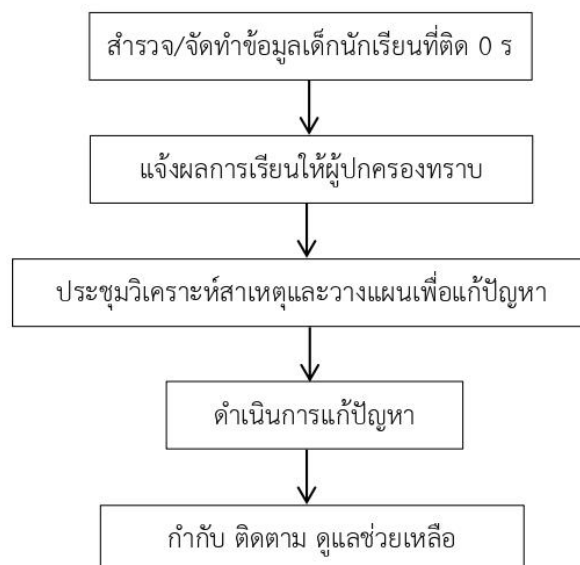 สำรวจ/จัดทำข้อมูลเด็กนักเรียนที่ติด 0 ร
แจ้งผลการเรียนให้ผู้ปกครองทราบ
ประชุมวิเคราะห์สาเหตุและวางแผนเพื่อแก้ปัญหา
ดำเนินการแก้ปัญหา
กำกับ ติดตาม ดูแลช่วยเหลือ